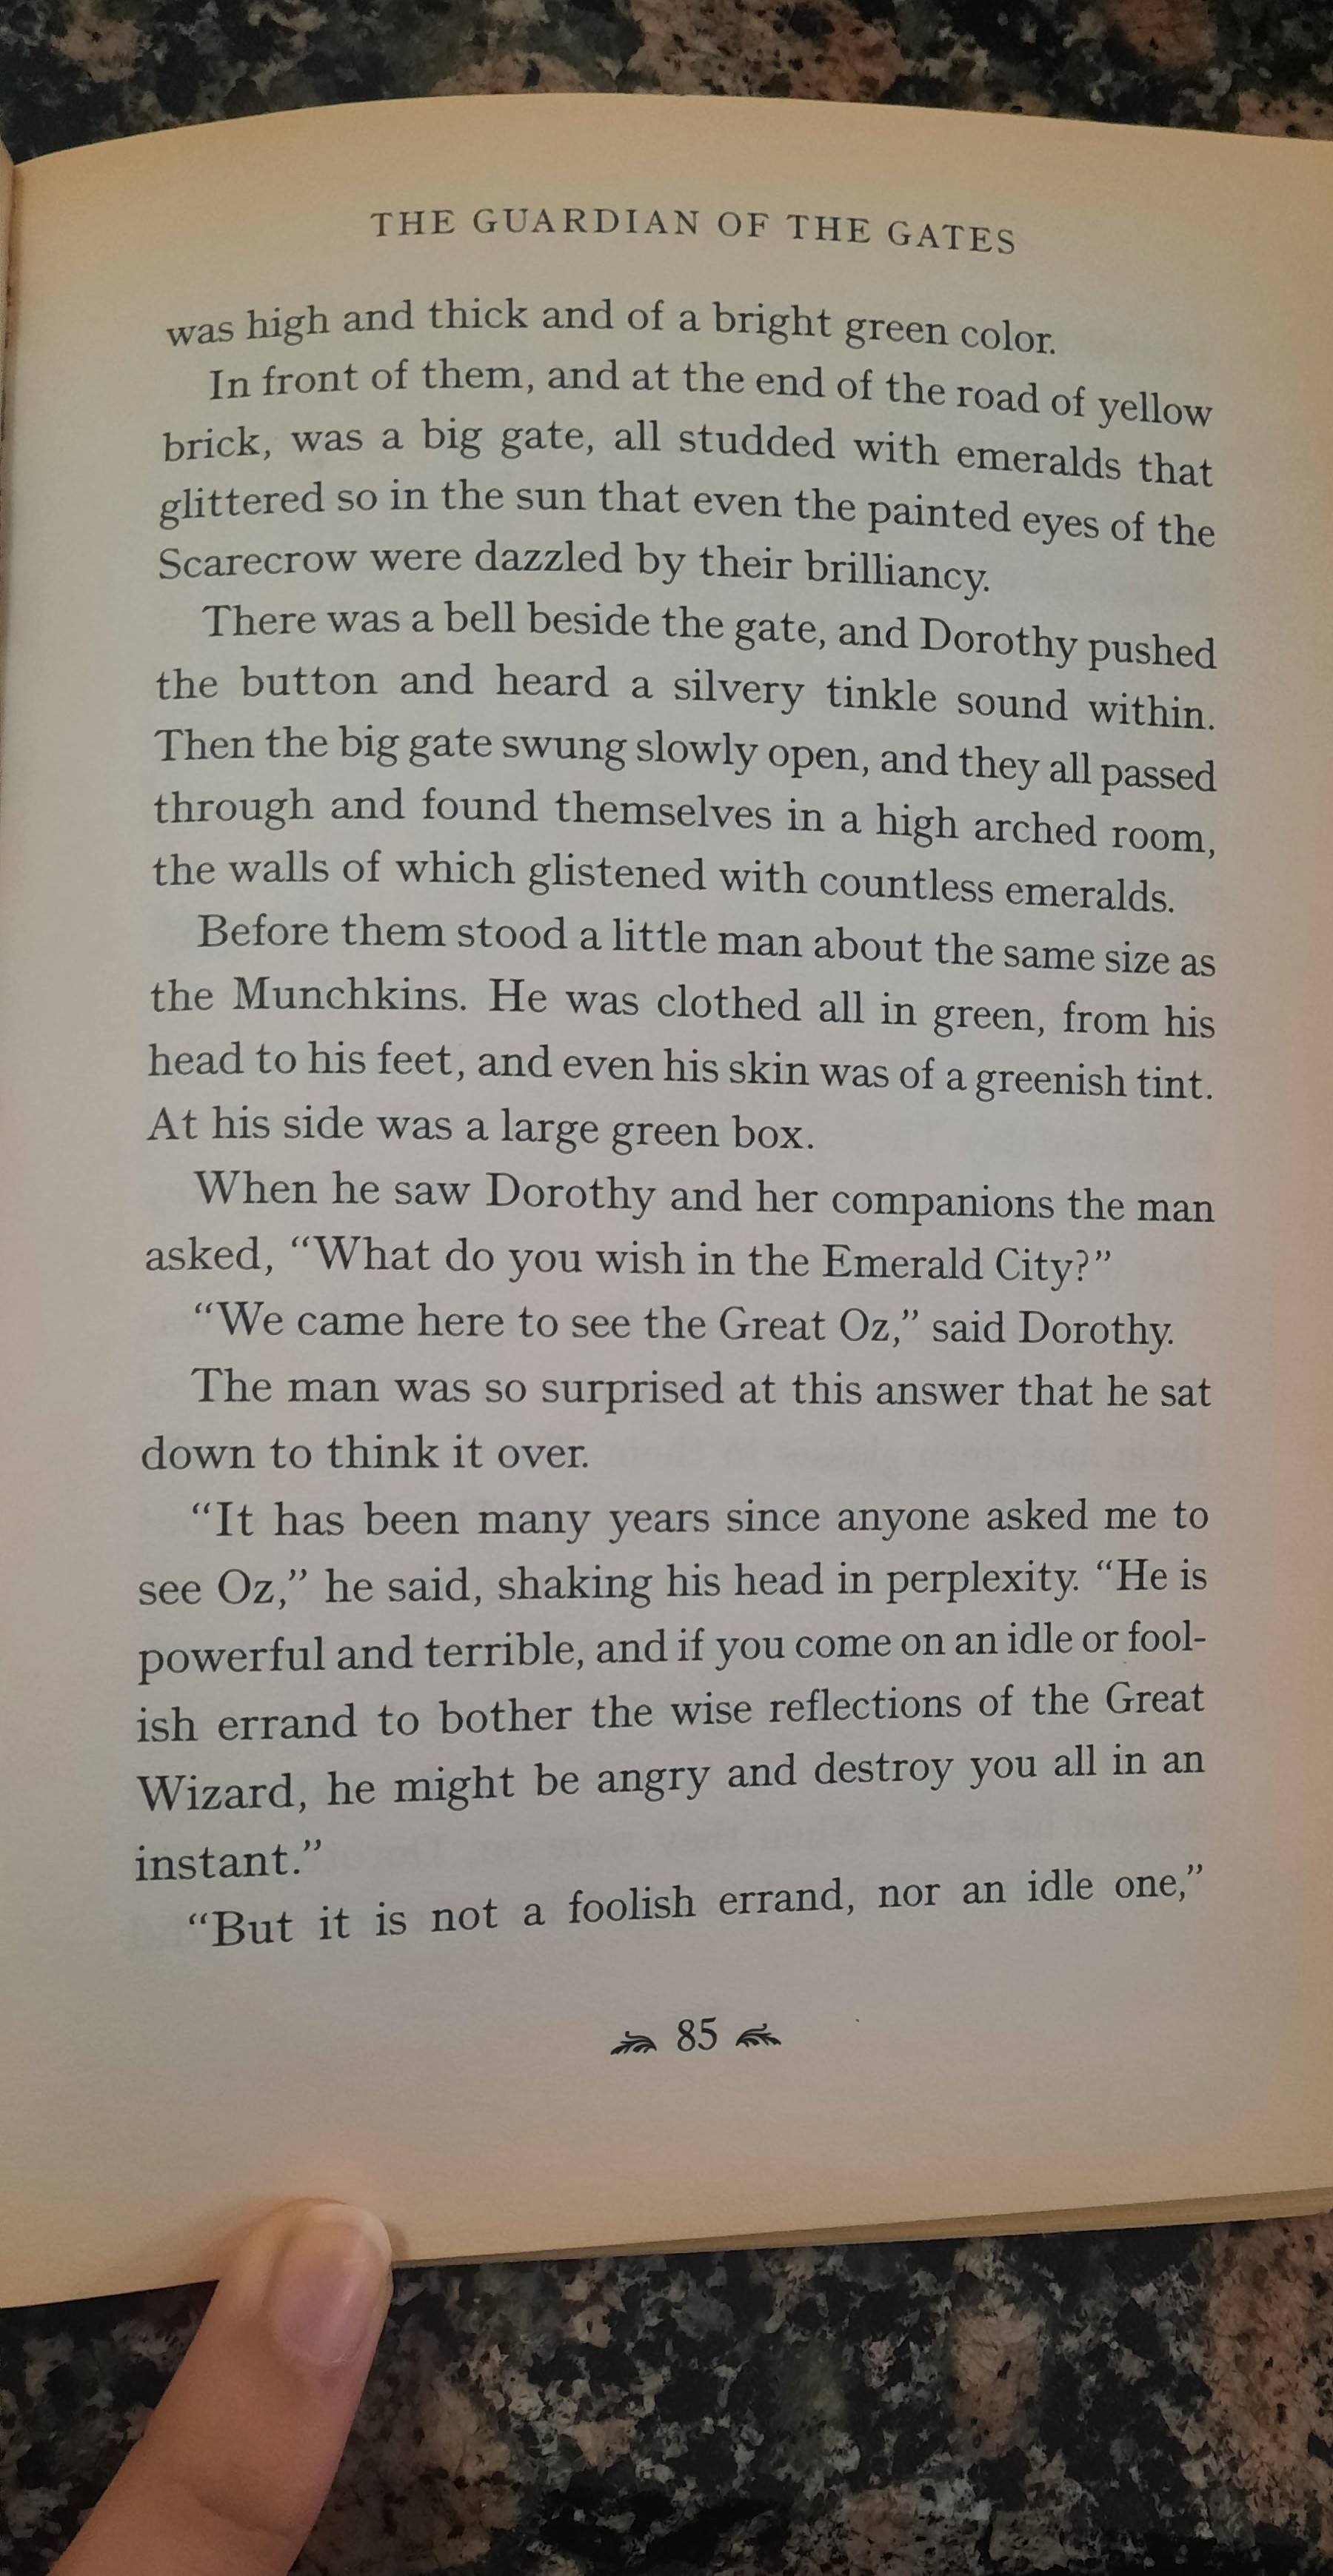 THE GUARDIAN OF THE GATES
was high and thick and of a bright green color.
In front of them, and at the end of the road of yellow
brick, was a big gate, all studded with emeralds that
glittered so in the sun that even the painted eyes of the
Scarecrow were dazzled by their brilliancy.
There was a bell beside the gate, and Dorothy pushed
the button and heard a silvery tinkle sound within.
Then the big gate swung slowly open, and they all passed
through and found themselves in a high arched room,
the walls of which glistened with countless emeralds.
Before them stood a little man about the same size as
the Munchkins. He was clothed all in green, from his
head to his feet, and even his skin was of a greenish tint.
At his side was a large green box.
When he saw Dorothy and her companions the man
asked, “What do you wish in the Emerald City?”
“We came here to see the Great Oz,” said Dorothy.
The man was so surprised at this answer that he sat
down to think it over.
“It has been many years since anyone asked me to
see Oz,” he said, shaking his head in perplexity. “He is
powerful and terrible, and if you come on an idle or fool-
ish errand to bother the wise reflections of the Great
Wizard, he might be angry and destroy you all in an
instant.”
“But it is not a foolish errand, nor an idle one,”
85